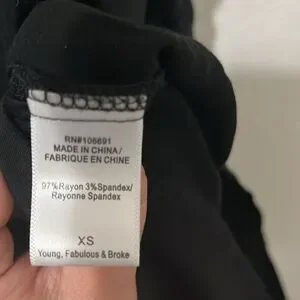 RN#106691
MADE IN CHINA/
FABRIQUE EN CHINE
97%Rayon 3%Spandex/
Rayonne Spandex
XS
Young, Fabulous & Broke